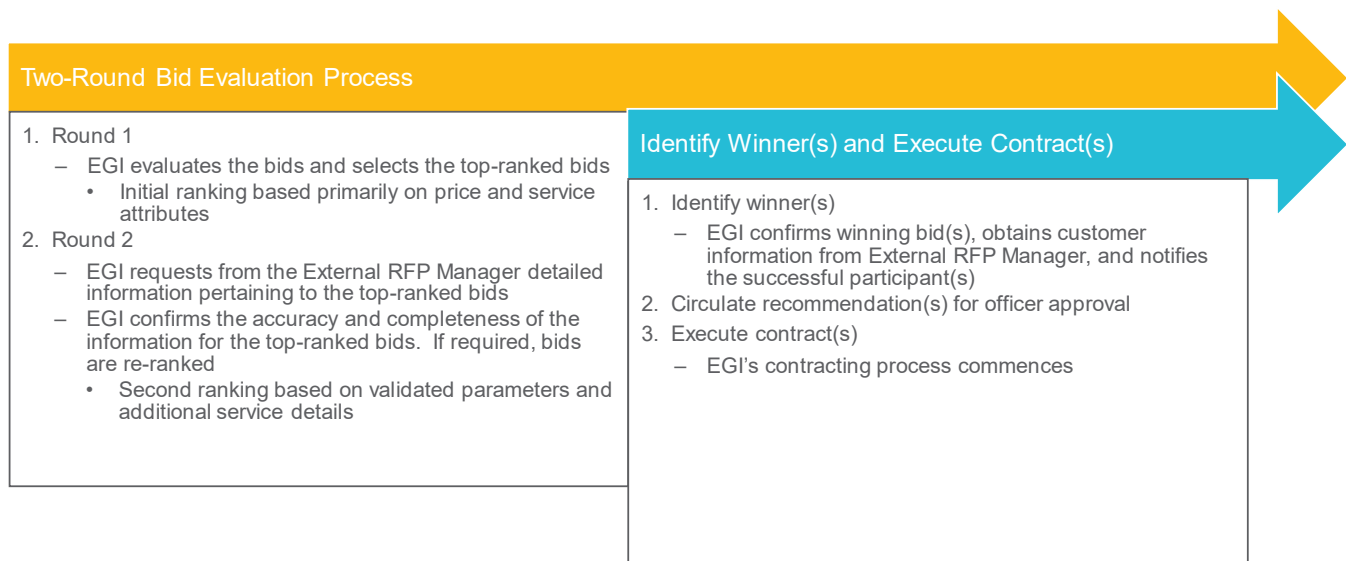 Two-Round Bid Evaluation Process
1. Round 1
– EGI evaluates the bids and selects the top-ranked bids
• Initial ranking based primarily on price and service
attributes
2. Round 2
– EGI requests from the External RFP Manager detailed
information pertaining to the top-ranked bids
– EGI confirms the accuracy and completeness of the
information for the top-ranked bids.  If required, bids
are re-ranked
• Second ranking based on validated parameters and
additional service details
Identify Winner(s) and Execute Contract(s)
1. Identify winner(s)
– EGI confirms winning bid(s), obtains customer
information from External RFP Manager, and notifies
the successful participant(s)
2. Circulate recommendation(s) for officer approval
3. Execute contract(s)
– EGI’s contracting process commences